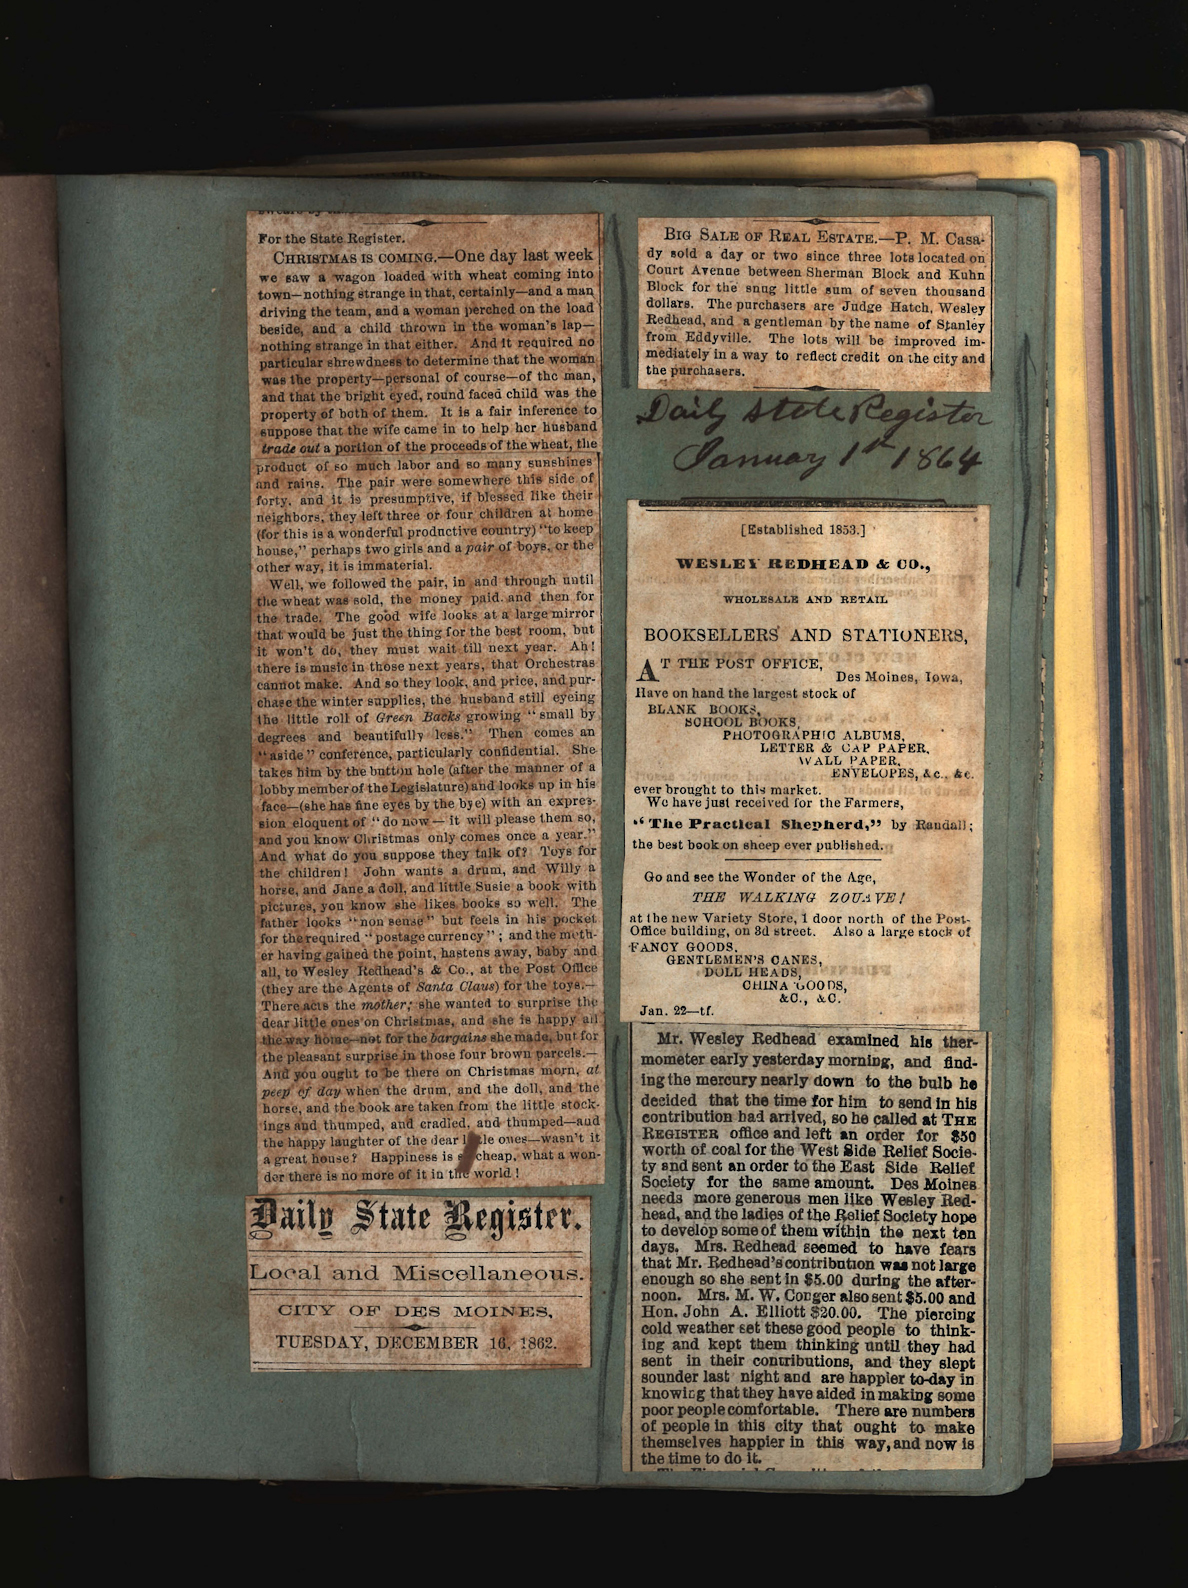 For the State Register.
CHRISTMAS IS COMING.—One day last week
we saw a wagon loaded with wheat coming into
town—nothing strange in that, certainly—and a man
driving the team, and a woman perched on the load
beside, and a child thrown in the woman's lap—
nothing strange in that either. And it required no
particular shrewdness to determine that the woman
was the property—personal of course—of the man,
and that the bright eyed, round faced child was the
property of both of them. It is a fair inference to
suppose that the wife came in to help her husband
trade out a portion of the proceeds of the wheat, the
product of so much labor and so many sunshines
and rains. The pair were somewhere this side of
forty, and it is presumptive, if blessed like their
neighbors, they left three or four children at home
(for this is a wonderful productive country) "to keep
house," perhaps two girls and a pair of boys, or the
other way, it is immaterial.
Well, we followed the pair, in and through until
the wheat was sold, the money paid, and then for
the trade. The good wife looks at a large mirror
that would be just the thing for the best room, but
it won't do, they must wait till next year. Ah!
there is music in those next years, that Orchestras
cannot make. And so they look, and price, and pur-
chase the winter supplies, the husband still eyeing
the little roll of Green Backs growing "small by
degrees and beautifully less." Then comes an
"aside" conference, particularly confidential. She
takes him by the button hole (after the manner of a
lobby member of the Legislature) and looks up in his
face—(she has fine eyes by the bye) with an expres-
sion eloquent of "do now—it will please them so,
and you know Christmas only comes once a year."
And what do you suppose they talk of? Toys for
the children! John wants a drum, and Willy a
horse, and Jane a doll, and little Susie a book with
pictures, you know she likes books so well. The
father looks "non sense" but feels in his pocket
for the required "postage currency"; and the moth-
er having gained the point, hastens away, baby and
all, to Wesley Redhead's & Co., at the Post Office
(they are the Agents of Santa Claus) for the toys.—
There acts the mother; she wanted to surprise the
dear little ones on Christmas, and she is happy all
the way home—not for the bargains she made, but for
the pleasant surprise in those four brown parcels.—
And you ought to be there on Christmas morn, at
peep of day when the drum, and the doll, and the
horse, and the book are taken from the little stock-
ings and thumped, and cradled, and thumped—and
the happy laughter of the dear little ones—wasn't it
a great house? Happiness is so cheap, what a won-
der there is no more of it in the world!
Daily State Register.
Local and Miscellaneous.
CITY OF DES MOINES,
TUESDAY, DECEMBER 16, 1862.
BIG SALE OF REAL ESTATE.—P. M. Casa-
dy sold a day or two since three lots located on
Court Avenue between Sherman Block and Kuhn
Block for the snug little sum of seven thousand
dollars. The purchasers are Judge Hatch, Wesley
Redhead, and a gentleman by the name of Stanley
from Eddyville. The lots will be improved im-
mediately in a way to reflect credit on the city and
the purchasers.
Daily State Register
January 1st 1864
[Established 1853.]
WESLEY REDHEAD & CO.,
WHOLESALE AND RETAIL
BOOKSELLERS AND STATIONERS,
AT THE POST OFFICE,
Des Moines, Iowa,
Have on hand the largest stock of
BLANK BOOKS,
SCHOOL BOOKS,
PHOTOGRAPHIC ALBUMS,
LETTER & CAP PAPER,
WALL PAPER,
ENVELOPES, &c., &c.
ever brought to this market.
We have just received for the Farmers,
"The Practical Shepherd," by Randall;
the best book on sheep ever published.
Go and see the Wonder of the Age,
THE WALKING ZOUAVE!
at the new Variety Store, 1 door north of the Post-
Office building, on 3d street. Also a large stock of
FANCY GOODS,
GENTLEMEN'S CANES,
DOLL HEADS,
CHINA GOODS,
&C., &C.
Jan. 22—tf.
Mr. Wesley Redhead examined his ther-
mometer early yesterday morning, and find-
ing the mercury nearly down to the bulb he
decided that the time for him to send in his
contribution had arrived, so he called at THE
REGISTER office and left an order for $50
worth of coal for the West Side Relief Socie-
ty and sent an order to the East Side Relief
Society for the same amount. Des Moines
needs more generous men like Wesley Red-
head, and the ladies of the Relief Society hope
to develop some of them within the next ten
days. Mrs. Redhead seemed to have fears
that Mr. Redhead's contribution was not large
enough so she sent in $5.00 during the after-
noon. Mrs. M. W. Conger also sent $5.00 and
Hon. John A. Elliott $20.00. The piercing
cold weather set these good people to think-
ing and kept them thinking until they had
sent in their contributions, and they slept
sounder last night and are happier to-day in
knowing that they have aided in making some
poor people comfortable. There are numbers
of people in this city that ought to make
themselves happier in this way, and now is
the time to do it.